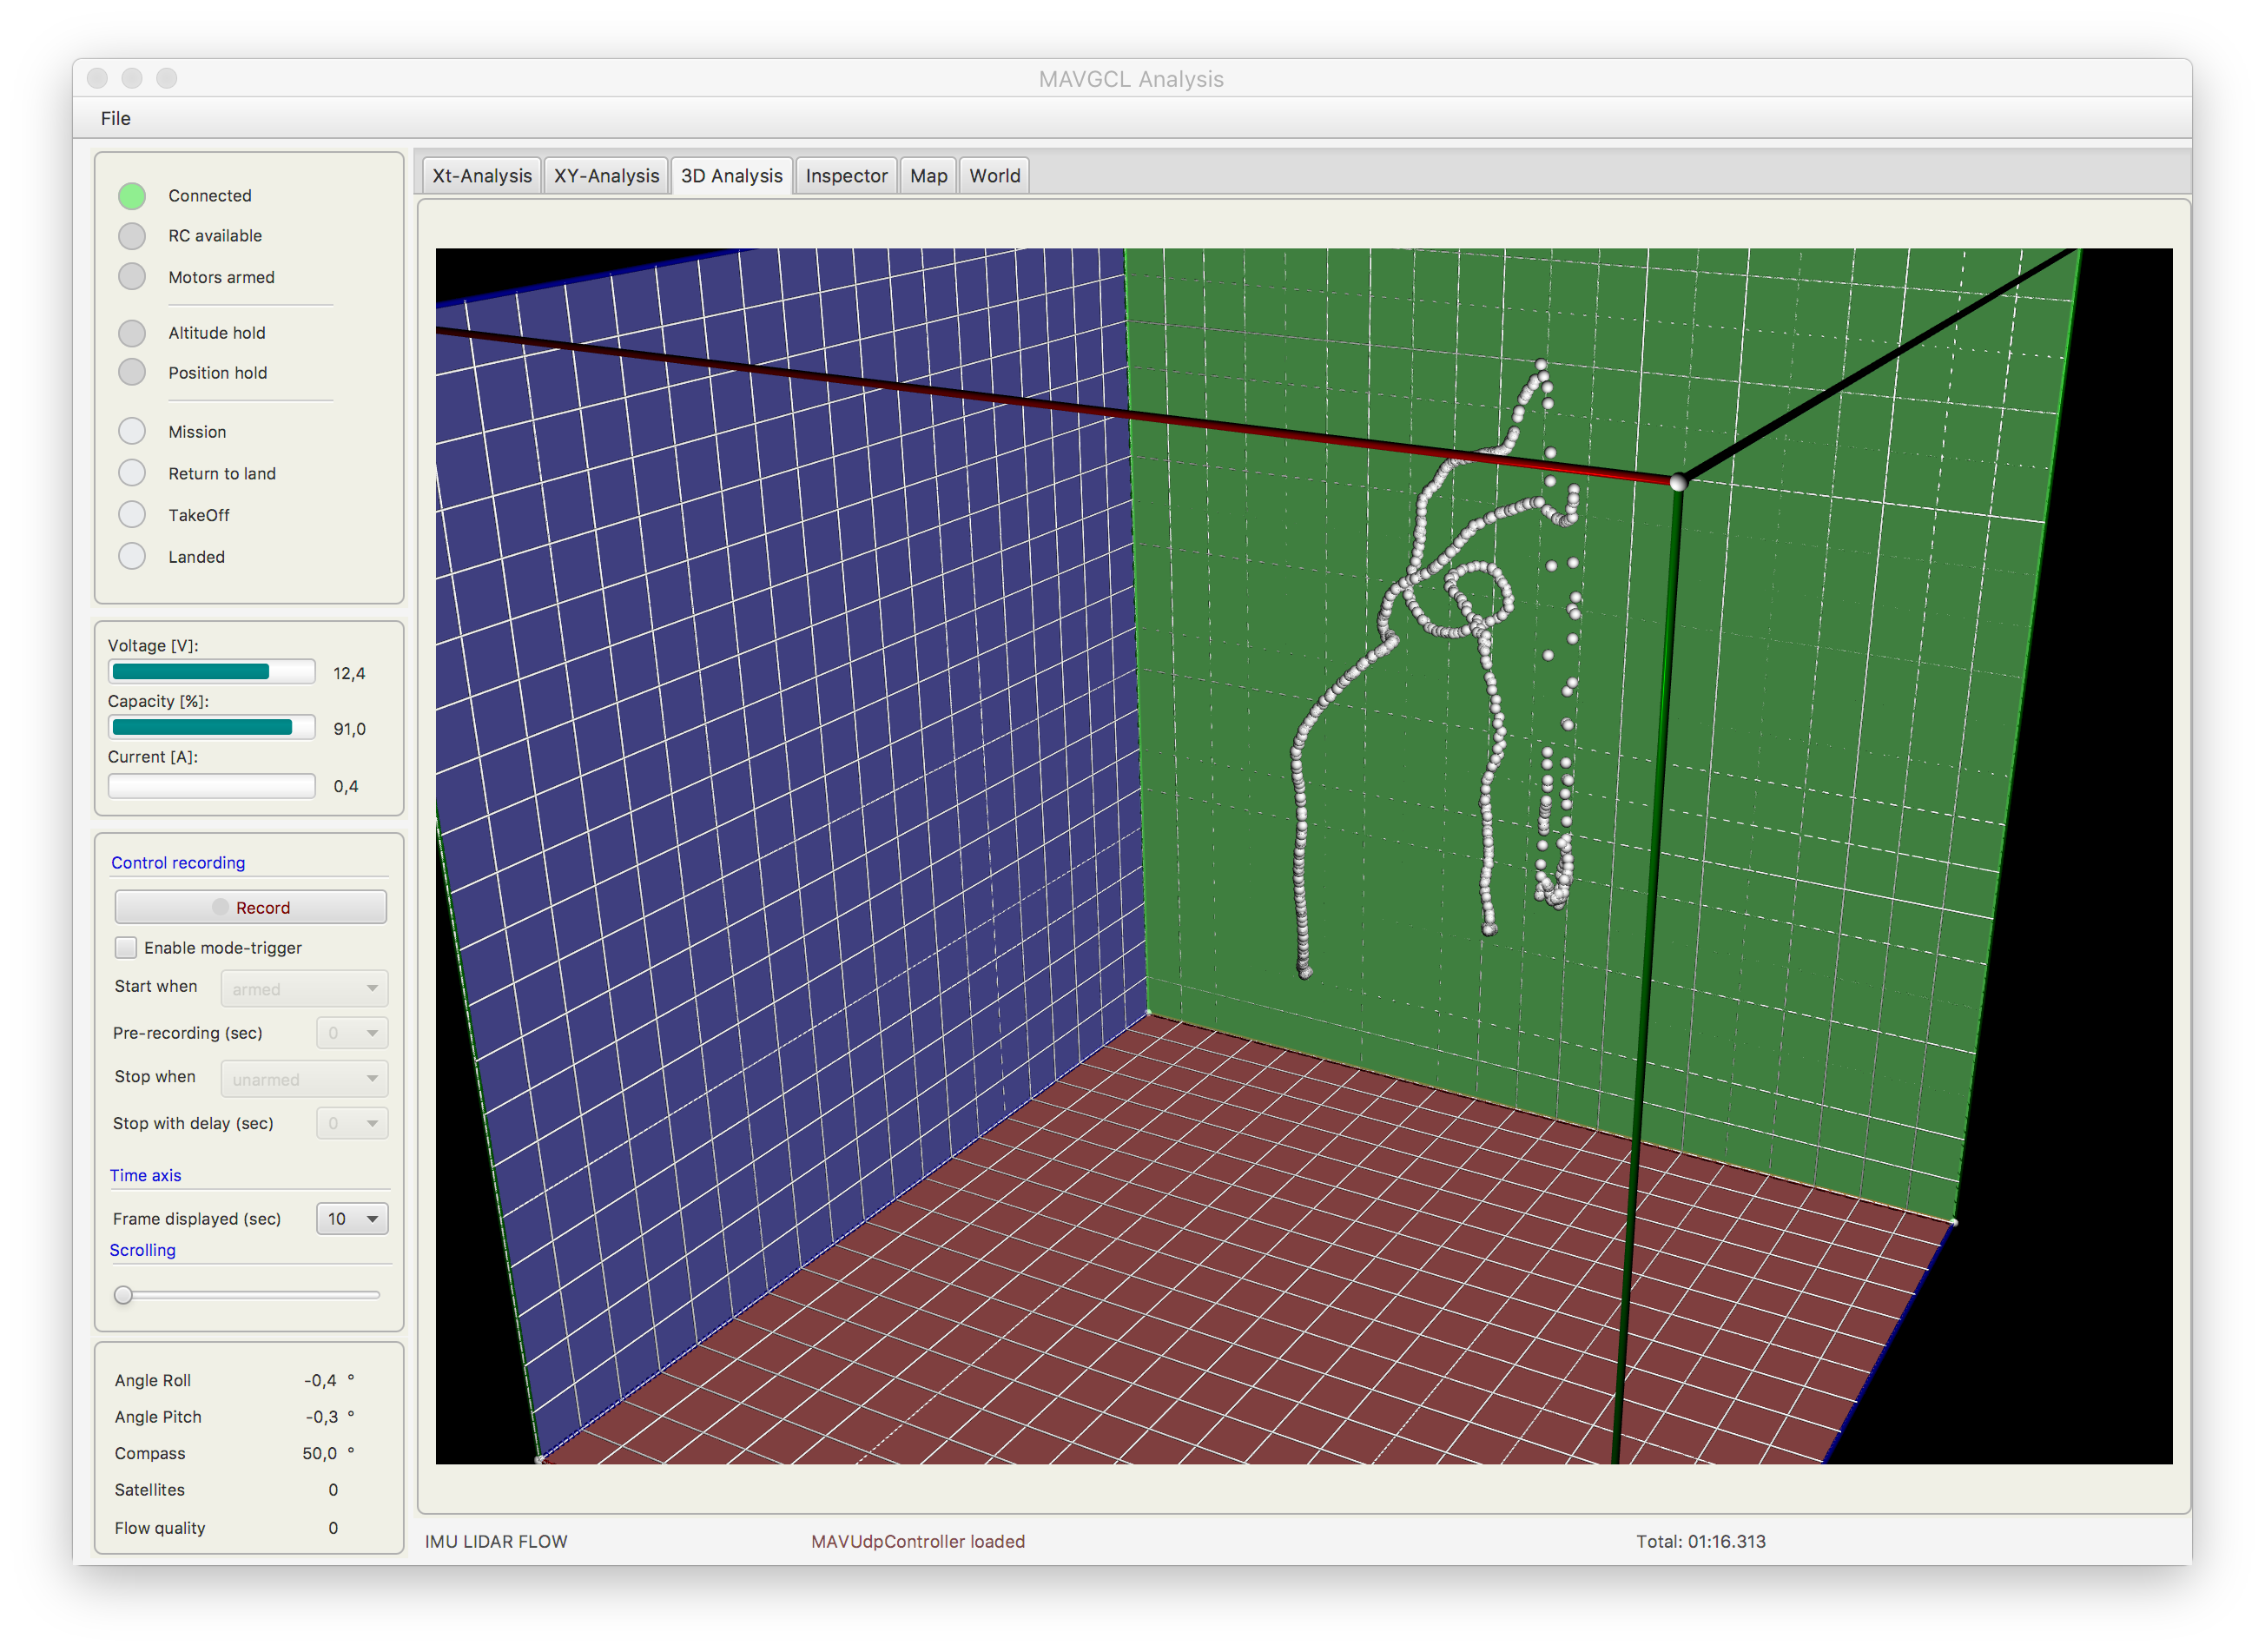 MAVGCL Analysis
File
Connected
RC available
Motors armed
Altitude hold
Position hold
Mission
Return to land
TakeOff
Landed
Voltage [V]:
12,4
Capacity [%]:
91,0
Current [A]:
0,4
Control recording
Record
Enable mode-trigger
Start when armed
Pre-recording (sec) 0
Stop when unarmed
Stop with delay (sec) 0
Time axis
Frame displayed (sec) 10
Scrolling
Angle Roll -0,4 °
Angle Pitch -0,3 °
Compass 50,0 °
Satellites 0
Flow quality 0
Xt-Analysis XY-Analysis 3D Analysis Inspector Map World
IMU LIDAR FLOW MAVUdpController loaded Total: 01:16.313